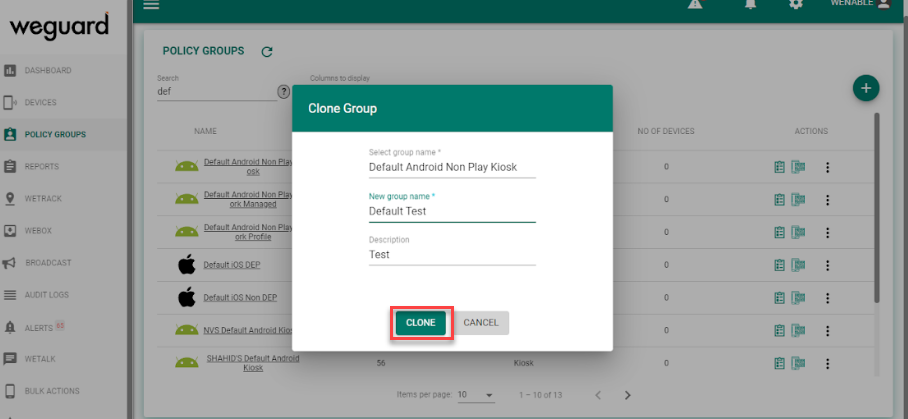 weguard
WENABLE
DASHBOARD
DEVICES
POLICY GROUPS
REPORTS
WETRACK
WEBOX
BROADCAST
AUDIT LOGS
ALERTS
WETALK
BULK ACTIONS
POLICY GROUPS
Search
Columns to display
def
?
+
NAME
NO OF DEVICES
ACTIONS
Default Android Non Play
osk
0
Default Android Non Play
ork Managed
0
Default Android Non Play
ork Profile
0
Default iOS DEP
0
Default iOS Non DEP
0
NVS Default Android Kios
0
SHAHID'S Default Android
Kiosk
56
Kiosk
0
Items per page: 10
1 – 10 of 13
Clone Group
Select group name *
Default Android Non Play Kiosk
New group name *
Default Test
Description
Test
CLONE
CANCEL